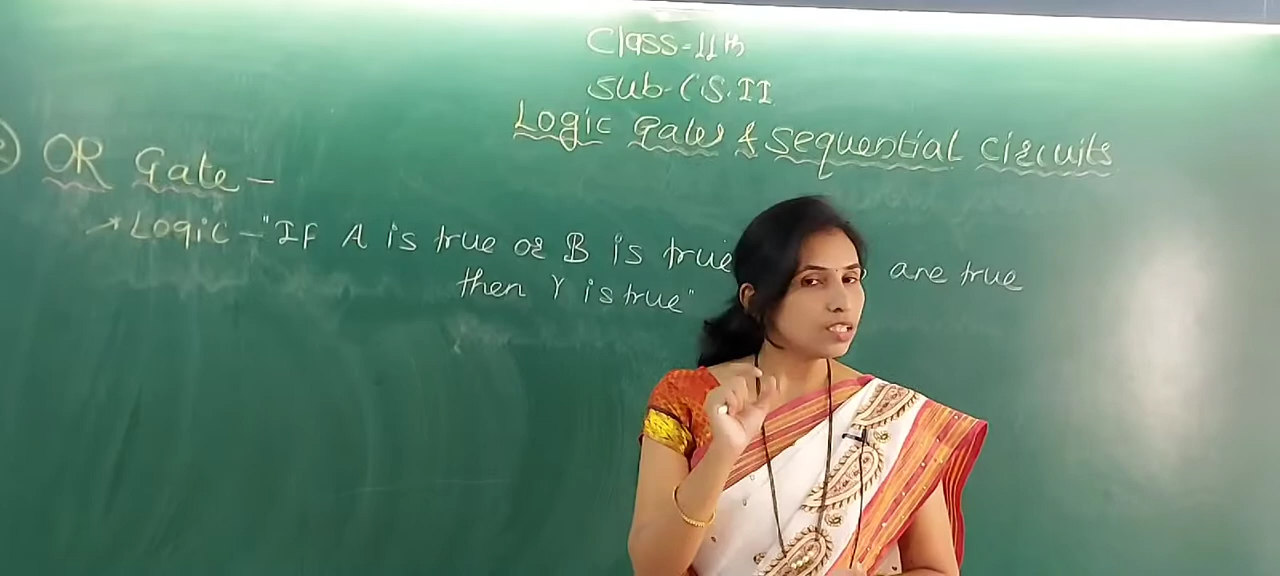 Class-11th
Sub-CS.II
Logic Gates & Sequential Circuits
2) OR Gate-
→ Logic-"If A is true or B is true are true
then Y is true"